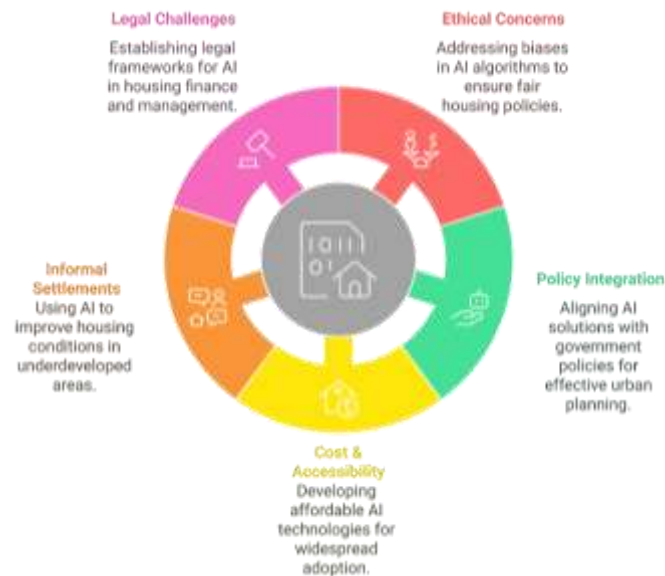 Legal Challenges
Establishing legal
frameworks for AI
in housing finance
and management.
Ethical Concerns
Addressing biases
in AI algorithms to
ensure fair
housing policies.
Informal
Settlements
Using AI to
improve housing
conditions in
underdeveloped
areas.
Policy Integration
Aligning AI
solutions with
government
policies for
effective urban
planning.
Cost &
Accessibility
Developing
affordable AI
technologies for
widespread
adoption.